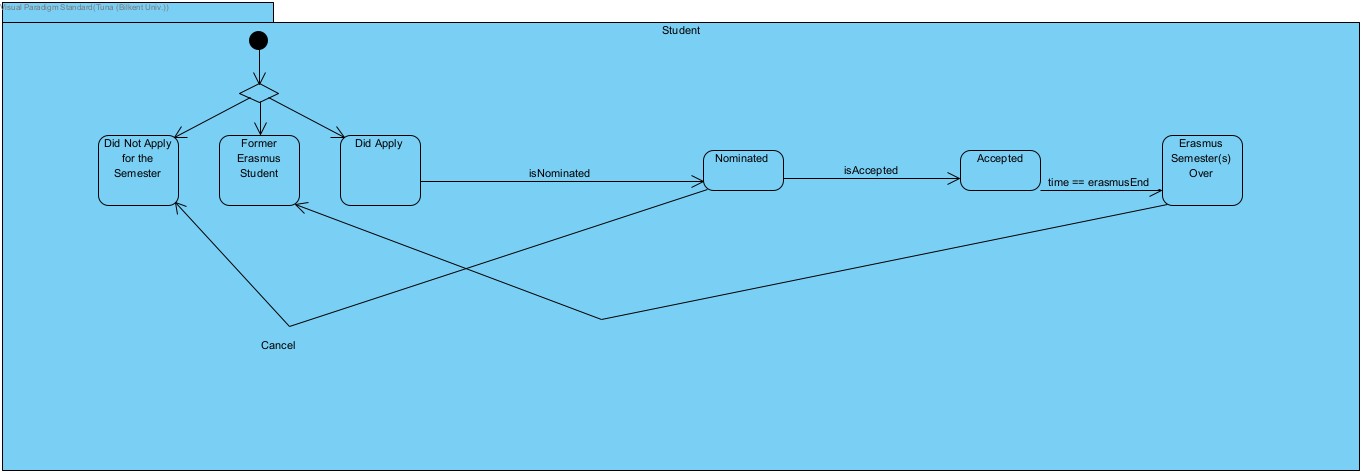 Visual Paradigm Standard(Tuna (Bilkent Univ.))
Student
Did Not Apply
for the
Semester
Former
Erasmus
Student
Did Apply
isNominated
Nominated
isAccepted
Accepted
time == erasmusEnd
Erasmus
Semester(s)
Over
Cancel